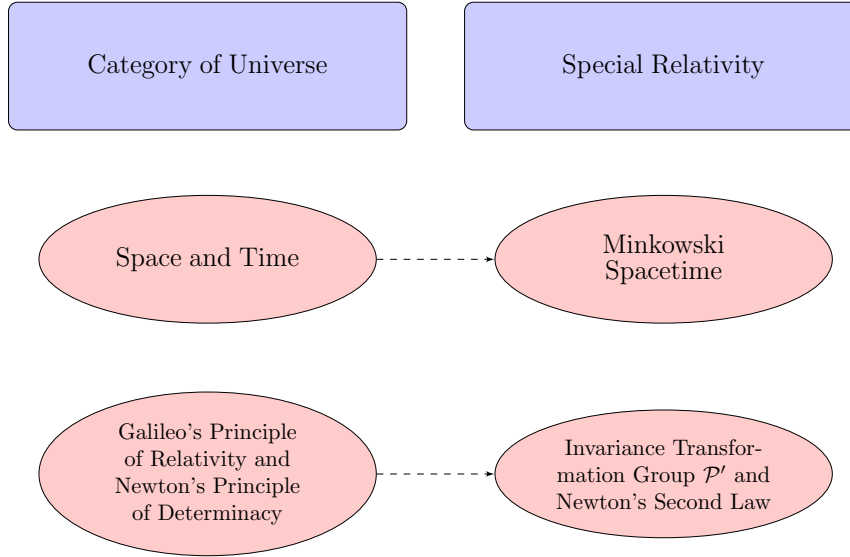 Category of Universe
Special Relativity
Space and Time
Minkowski
Spacetime
Galileo's Principle
of Relativity and
Newton's Principle
of Determinacy
Invariance Transfor-
mation Group 𝒫′ and
Newton's Second Law